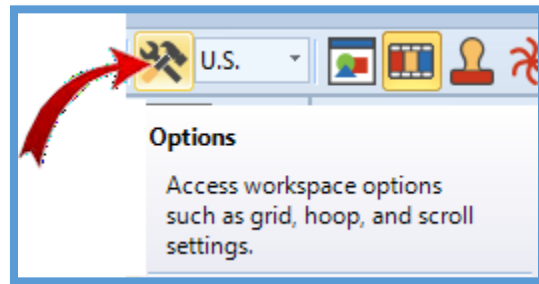 U.S.
Options
Access workspace options
such as grid, hoop, and scroll
settings.